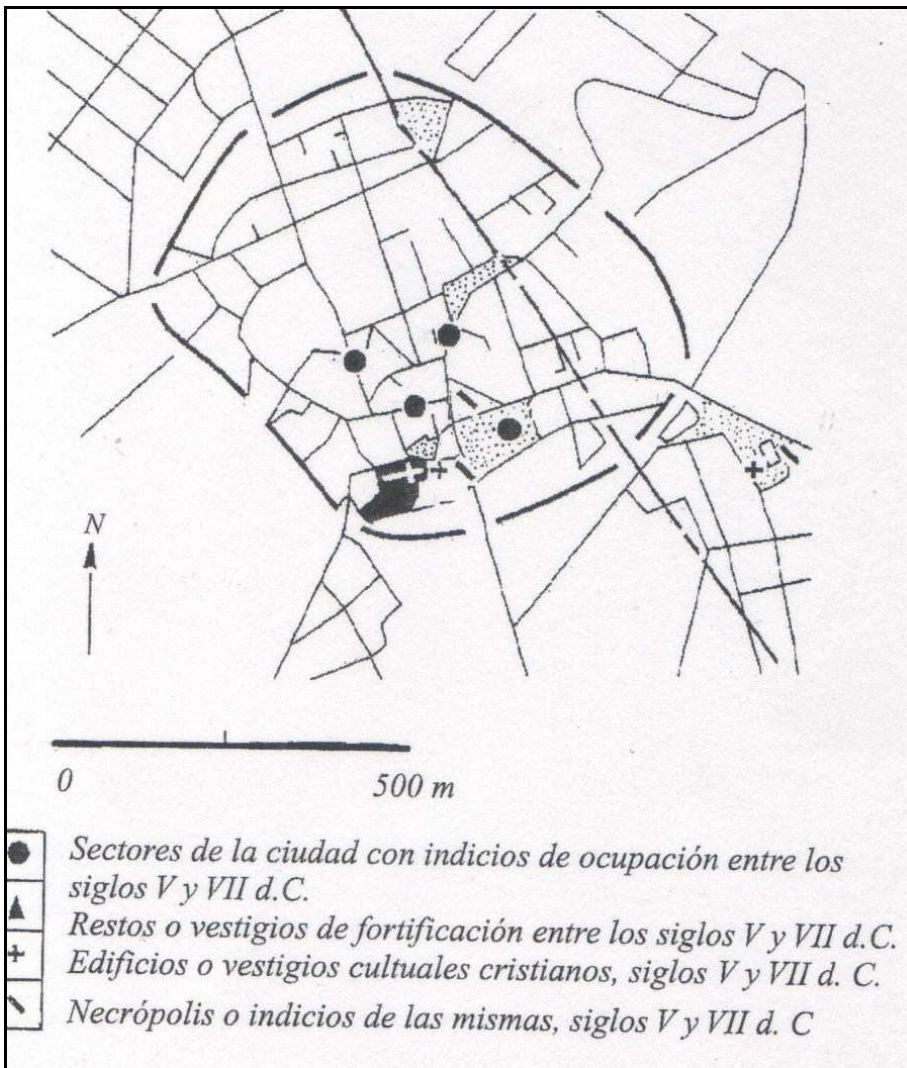 N
0 500 m
Sectores de la ciudad con indicios de ocupación entre los
siglos V y VII d.C.
Restos o vestigios de fortificación entre los siglos V y VII d.C.
Edificios o vestigios cultuales cristianos, siglos V y VII d. C.
Necrópolis o indicios de las mismas, siglos V y VII d. C